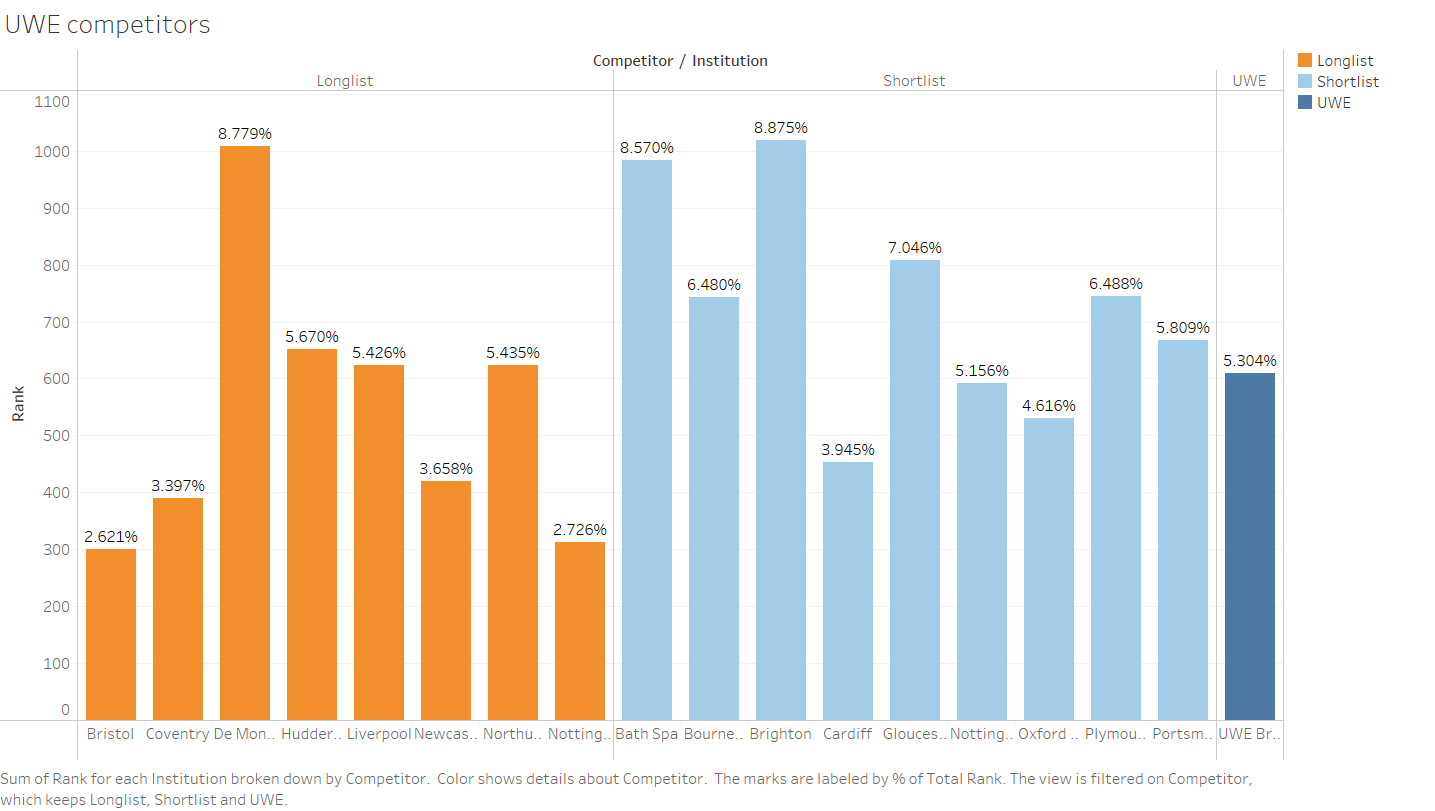 UWE competitors
Competitor / Institution
Longlist
Shortlist
UWE
Longlist
Shortlist
UWE
1100
1000
900
800
700
600
500
400
300
200
100
0
Rank
2.621%
3.397%
8.779%
5.670%
5.426%
3.658%
5.435%
2.726%
8.570%
6.480%
8.875%
3.945%
7.046%
5.156%
4.616%
6.488%
5.809%
5.304%
Bristol
Coventry
De Mon..
Hudder..
Liverpool
Newcas..
Northu..
Notting..
Bath Spa
Bourne..
Brighton
Cardiff
Glouces..
Notting..
Oxford ..
Plymou..
Portsm..
UWE Br..
Sum of Rank for each Institution broken down by Competitor. Color shows details about Competitor. The marks are labeled by % of Total Rank. The view is filtered on Competitor,
which keeps Longlist, Shortlist and UWE.